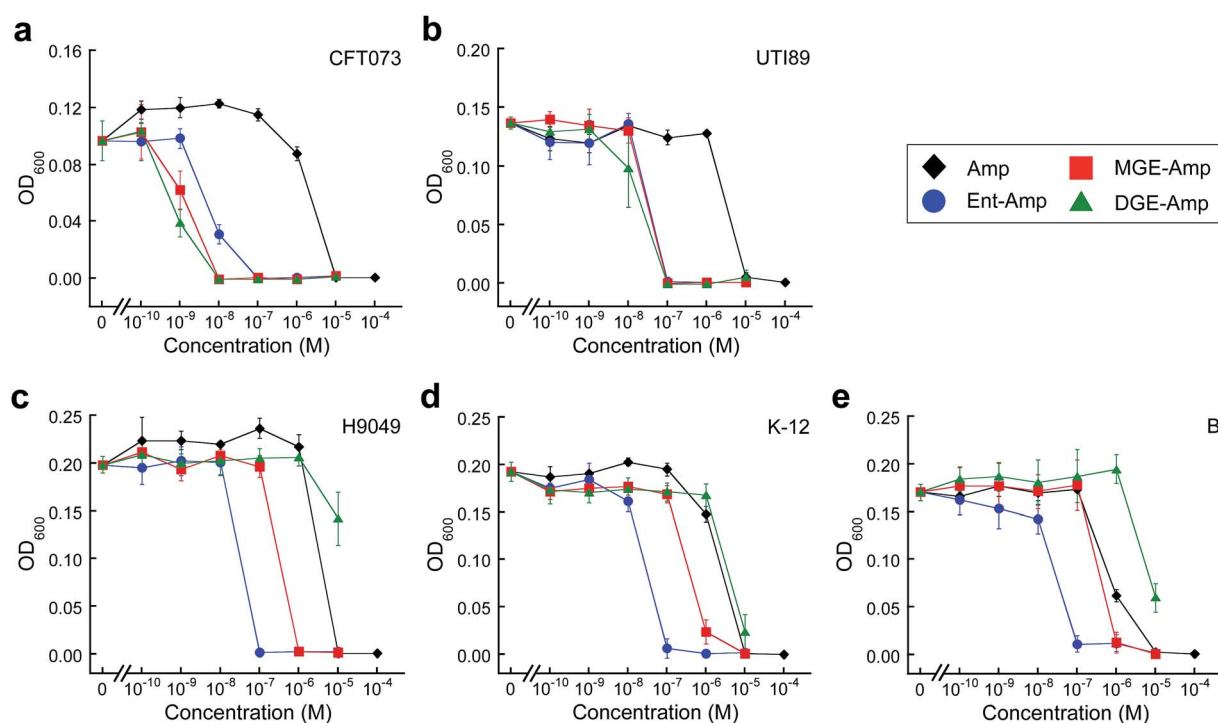 a
CFT073
0.16
0.12
0.08
0.04
0.00
OD600
0 10⁻¹⁰ 10⁻⁹ 10⁻⁸ 10⁻⁷ 10⁻⁶ 10⁻⁵ 10⁻⁴
Concentration (M)
b
UTI89
0.20
0.15
0.10
0.05
0.00
OD600
0 10⁻¹⁰ 10⁻⁹ 10⁻⁸ 10⁻⁷ 10⁻⁶ 10⁻⁵ 10⁻⁴
Concentration (M)
Amp MGE-Amp
Ent-Amp DGE-Amp
c
H9049
0.25
0.20
0.15
0.10
0.05
0.00
OD600
0 10⁻¹⁰ 10⁻⁹ 10⁻⁸ 10⁻⁷ 10⁻⁶ 10⁻⁵ 10⁻⁴
Concentration (M)
d
K-12
0.25
0.20
0.15
0.10
0.05
0.00
OD600
0 10⁻¹⁰ 10⁻⁹ 10⁻⁸ 10⁻⁷ 10⁻⁶ 10⁻⁵ 10⁻⁴
Concentration (M)
e
B
0.25
0.20
0.15
0.10
0.05
0.00
OD600
0 10⁻¹⁰ 10⁻⁹ 10⁻⁸ 10⁻⁷ 10⁻⁶ 10⁻⁵ 10⁻⁴
Concentration (M)